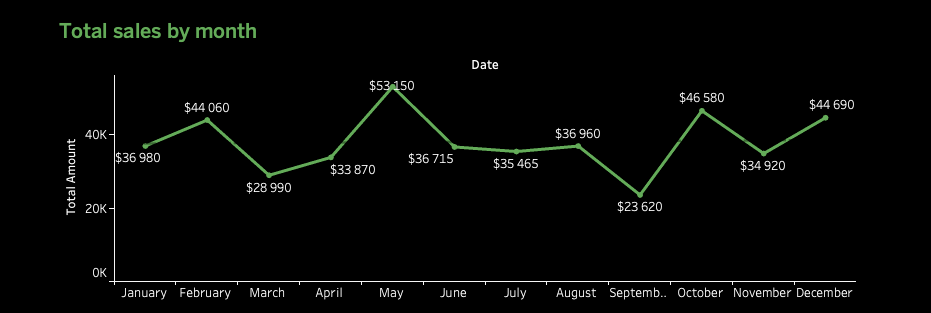 Total sales by month
Date
$53 150
$46 580
$44 690
$44 060
$36 960
40K
$36 980
$36 715
$35 465
$34 920
$33 870
$28 990
Total Amount
20K
$23 620
0K
January February March April May June July August Septemb.. October November December